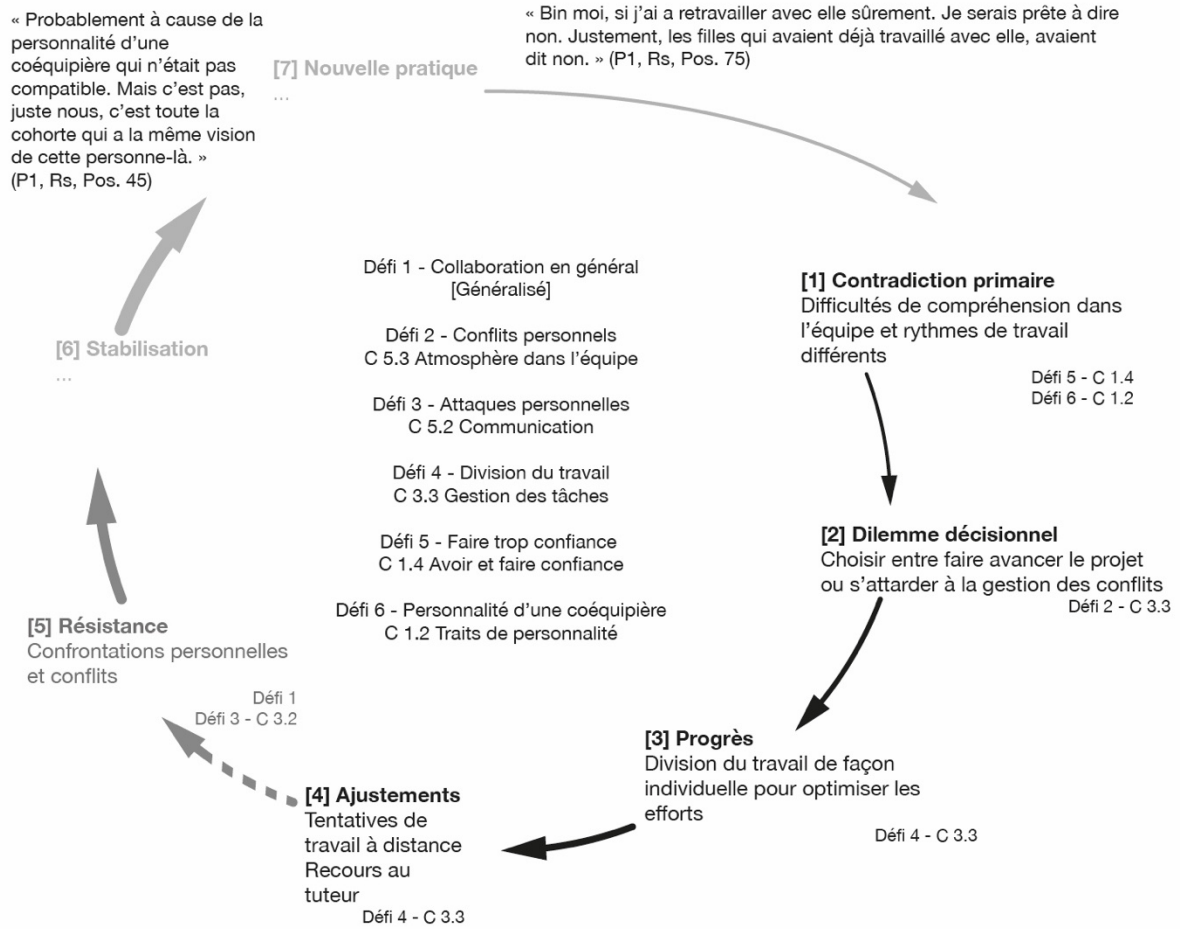 « Probablement à cause de la
personnalité d’une
coéquipière qui n’était pas
compatible. Mais c’est pas,
juste nous, c’est toute la
cohorte qui a la même vision
de cette personne-là. »
(P1, Rs, Pos. 45)
« Bin moi, si j’ai a retravailler avec elle sûrement. Je serais prête à dire
non. Justement, les filles qui avaient déjà travaillé avec elle, avaient
dit non. » (P1, Rs, Pos. 75)
[7] Nouvelle pratique
...
[1] Contradiction primaire
Difficultés de compréhension dans
l’équipe et rythmes de travail
différents
Défi 5 - C 1.4
Défi 6 - C 1.2
[2] Dilemme décisionnel
Choisir entre faire avancer le projet
ou s’attarder à la gestion des conflits
Défi 2 - C 3.3
[3] Progrès
Division du travail de façon
individuelle pour optimiser les
efforts
Défi 4 - C 3.3
[4] Ajustements
Tentatives de
travail à distance
Recours au
tuteur
Défi 4 - C 3.3
[5] Résistance
Confrontations personnelles
et conflits
Défi 1
Défi 3 - C 3.2
[6] Stabilisation
...
Défi 1 - Collaboration en général
[Généralisé]
Défi 2 - Conflits personnels
C 5.3 Atmosphère dans l’équipe
Défi 3 - Attaques personnelles
C 5.2 Communication
Défi 4 - Division du travail
C 3.3 Gestion des tâches
Défi 5 - Faire trop confiance
C 1.4 Avoir et faire confiance
Défi 6 - Personnalité d’une coéquipière
C 1.2 Traits de personnalité